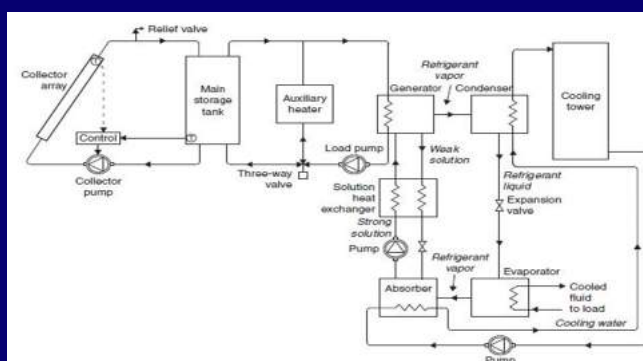 Relief valve
Collector
array
Main
storage
tank
Auxiliary
heater
Control
Collector
pump
Three-way
valve
Load pump
Generator
Refrigerant
vapor
Condenser
Cooling
tower
Weak
solution
Solution
heat
exchanger
Strong
solution
Pump
Refrigerant
liquid
Expansion
valve
Absorber
Refrigerant
vapor
Evaporator
Cooled
fluid
to load
Cooling water
Pump